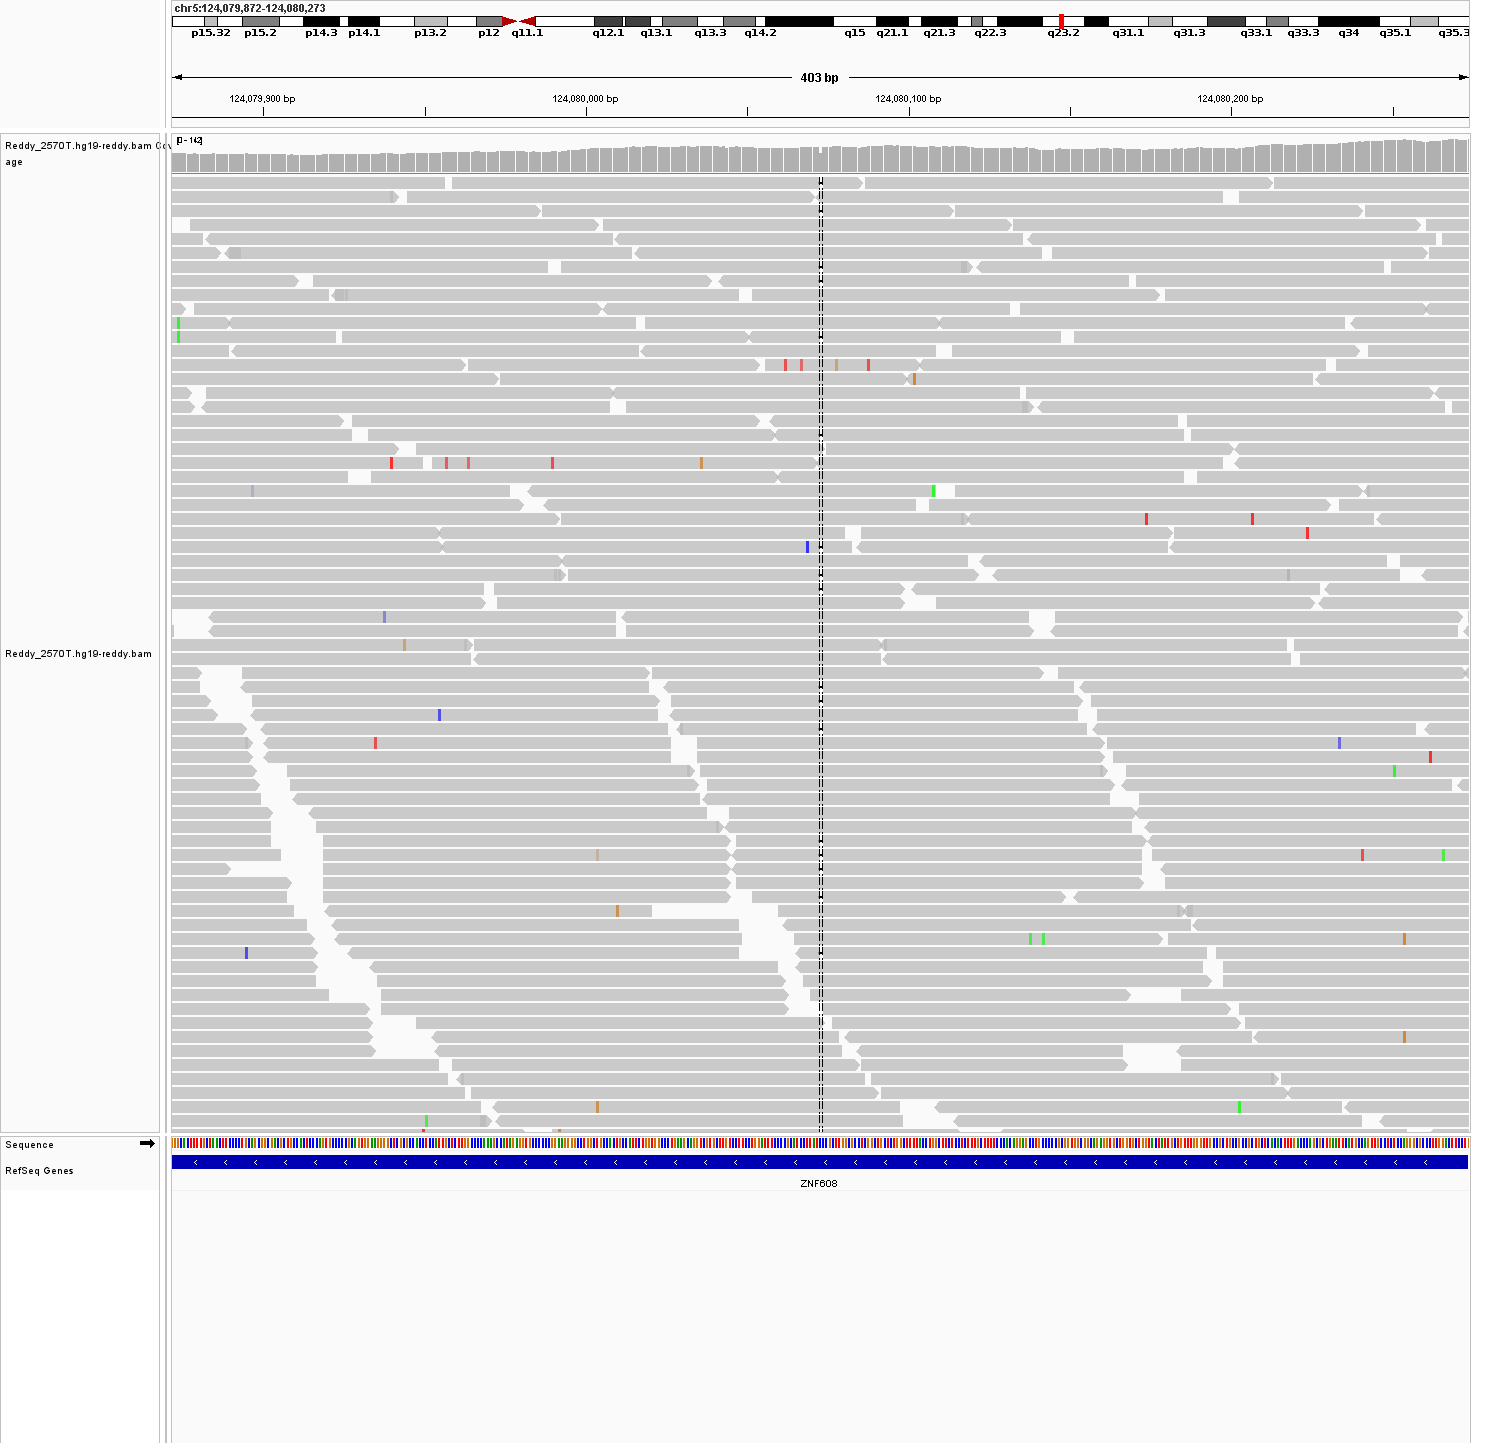 chr5:124,079,872-124,080,273
p15.32 p15.2 p14.3 p14.1 p13.2 p12 q11.1 q12.1 q13.1 q13.3 q14.2 q15 q21.1 q21.3 q22.3 q23.2 q31.1 q31.3 q33.1 q33.3 q34 q35.1 q35.3
403 bp
124,079,900 bp 124,080,000 bp 124,080,100 bp 124,080,200 bp
[0 - 142]
Reddy_2570T.hg19-reddy.bam Cov
age
Reddy_2570T.hg19-reddy.bam
Sequence
RefSeq Genes
ZNF608